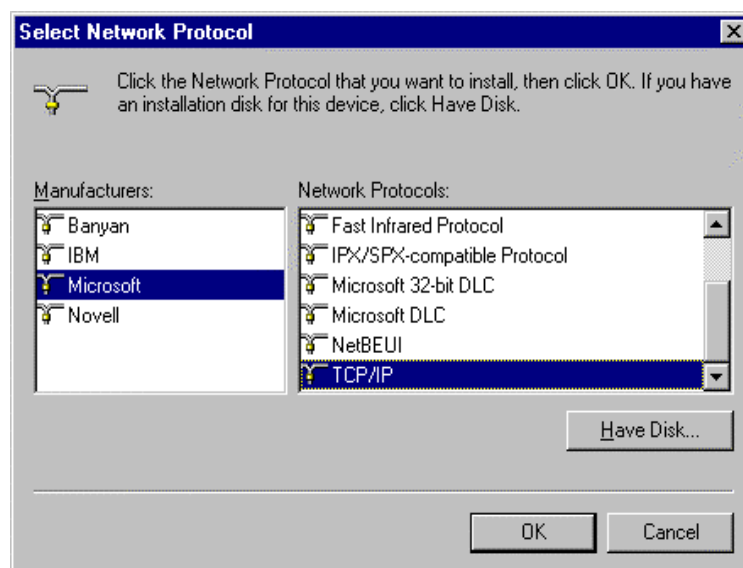 Select Network Protocol
Click the Network Protocol that you want to install, then click OK. If you have
an installation disk for this device, click Have Disk.
Manufacturers:
Banyan
IBM
Microsoft
Novell
Network Protocols:
Fast Infrared Protocol
IPX/SPX-compatible Protocol
Microsoft 32-bit DLC
Microsoft DLC
NetBEUI
TCP/IP
Have Disk...
OK
Cancel